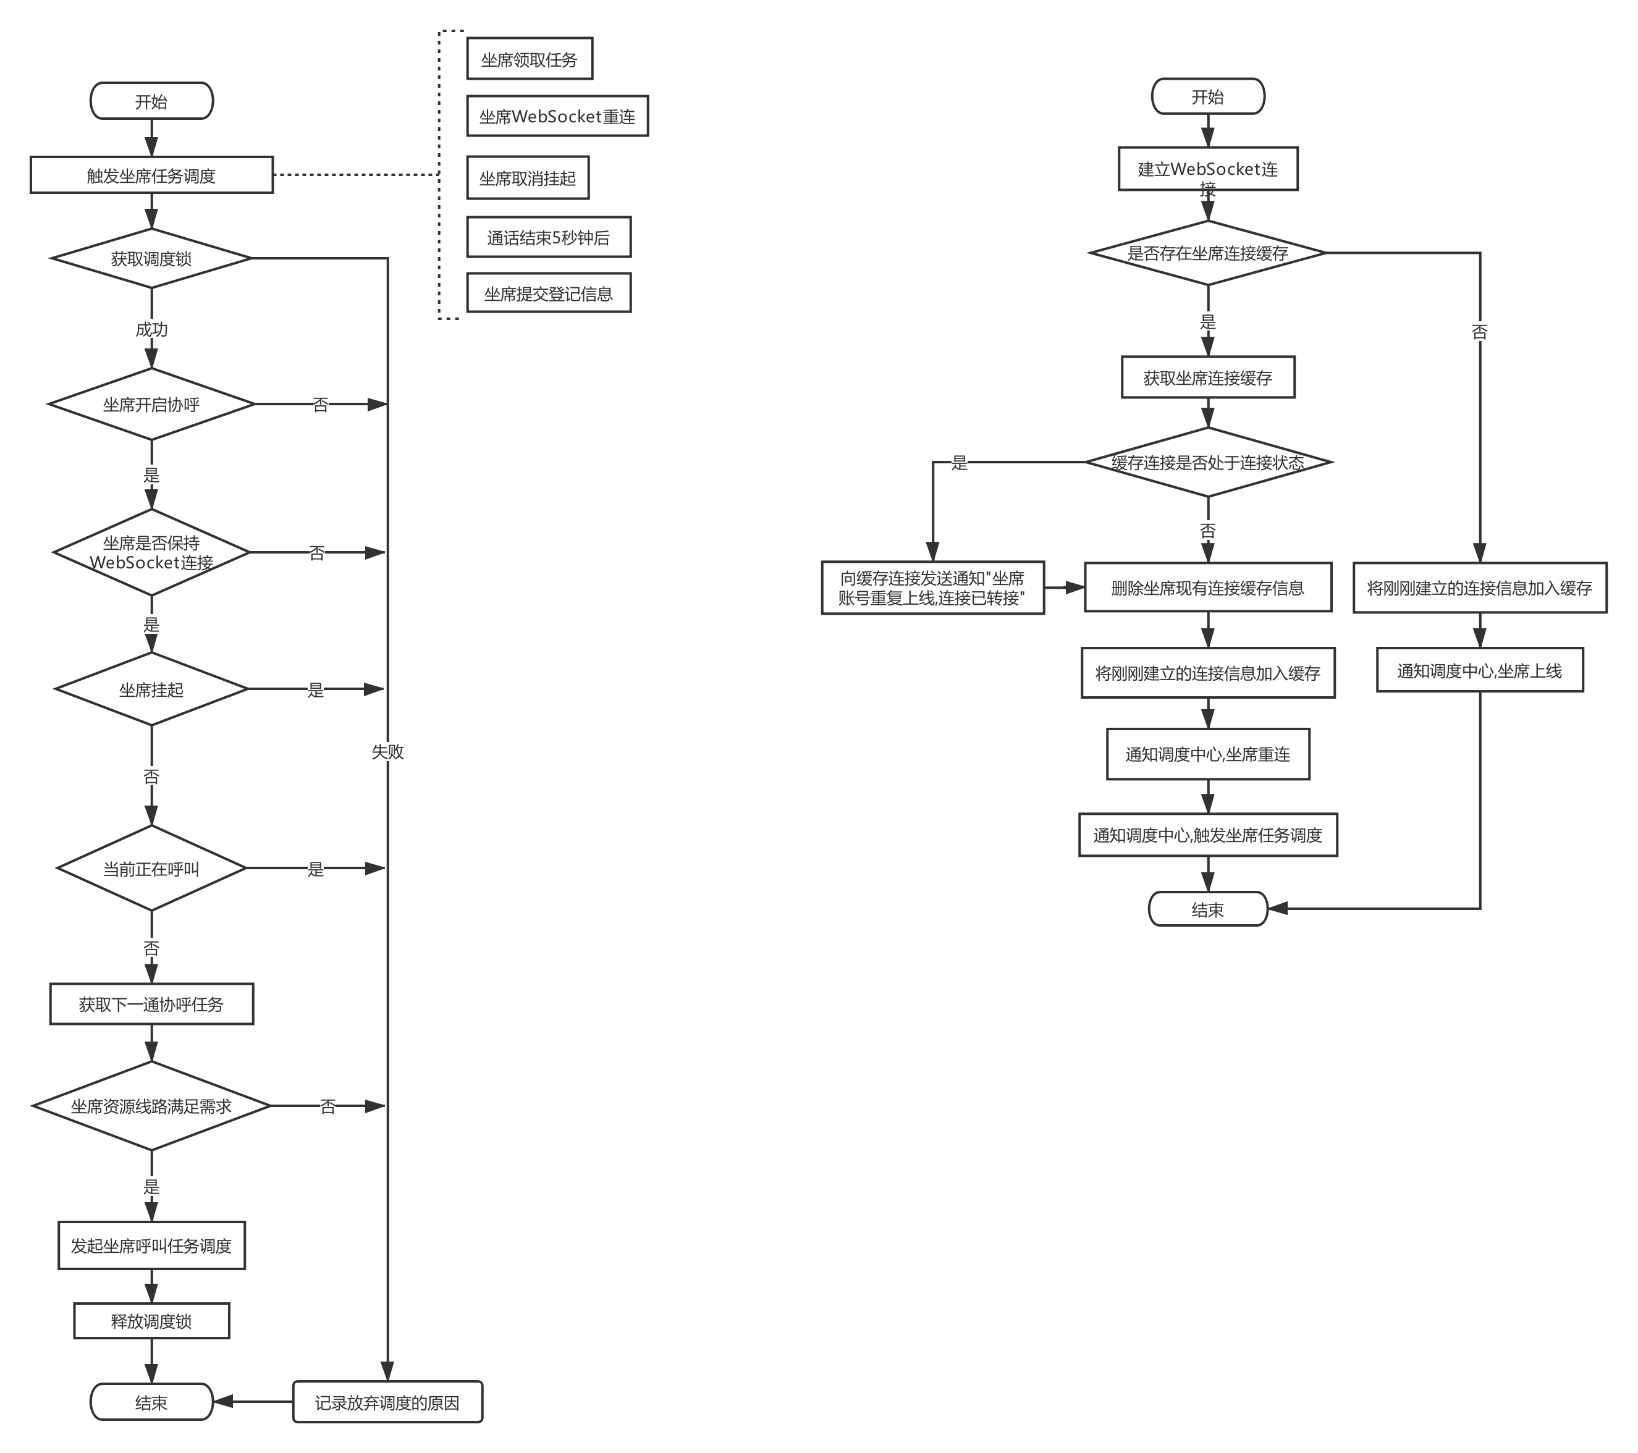 开始
触发坐席任务调度
坐席领取任务
坐席WebSocket重连
坐席取消挂起
通话结束5秒钟后
坐席提交登记信息
获取调度锁
成功
坐席开启协呼
否
是
坐席是否保持
WebSocket连接
否
是
坐席挂起
是
失败
否
当前正在呼叫
是
否
获取下一通协呼任务
坐席资源线路满足需求
否
是
发起坐席呼叫任务调度
释放调度锁
结束
记录放弃调度的原因
开始
建立WebSocket连
接
是否存在坐席连接缓存
是
否
获取坐席连接缓存
缓存连接是否处于连接状态
是
否
向缓存连接发送通知"坐席
账号重复上线,连接已转接"
删除坐席现有连接缓存信息
将刚刚建立的连接信息加入缓存
将刚刚建立的连接信息加入缓存
通知调度中心,坐席上线
通知调度中心,坐席重连
通知调度中心,触发坐席任务调度
结束